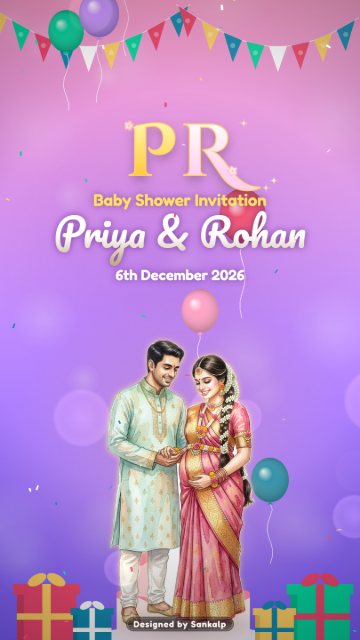 PR
Baby Shower Invitation
Priya & Rohan
6th December 2026
Designed by Sankalp